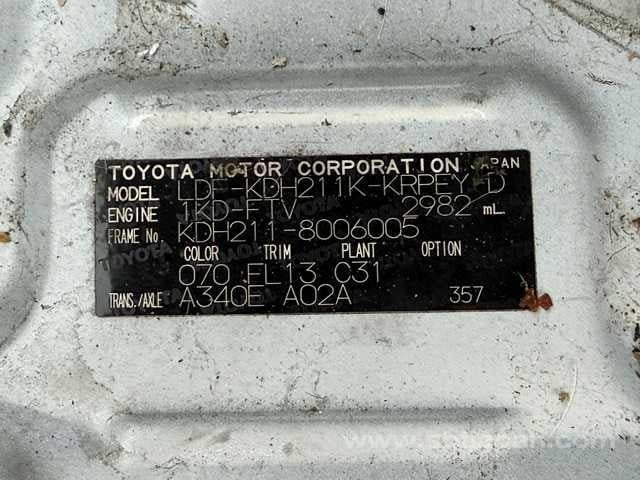 TOYOTA MOTOR CORPORATION JAPAN
MODEL LDF-KDH211K-KRPEY-D
ENGINE 1KD-FTV 2982 mL
FRAME No. KDH211-8006005
COLOR TRIM PLANT OPTION
070 FL13 C31
TRANS./AXLE A340E A02A 357